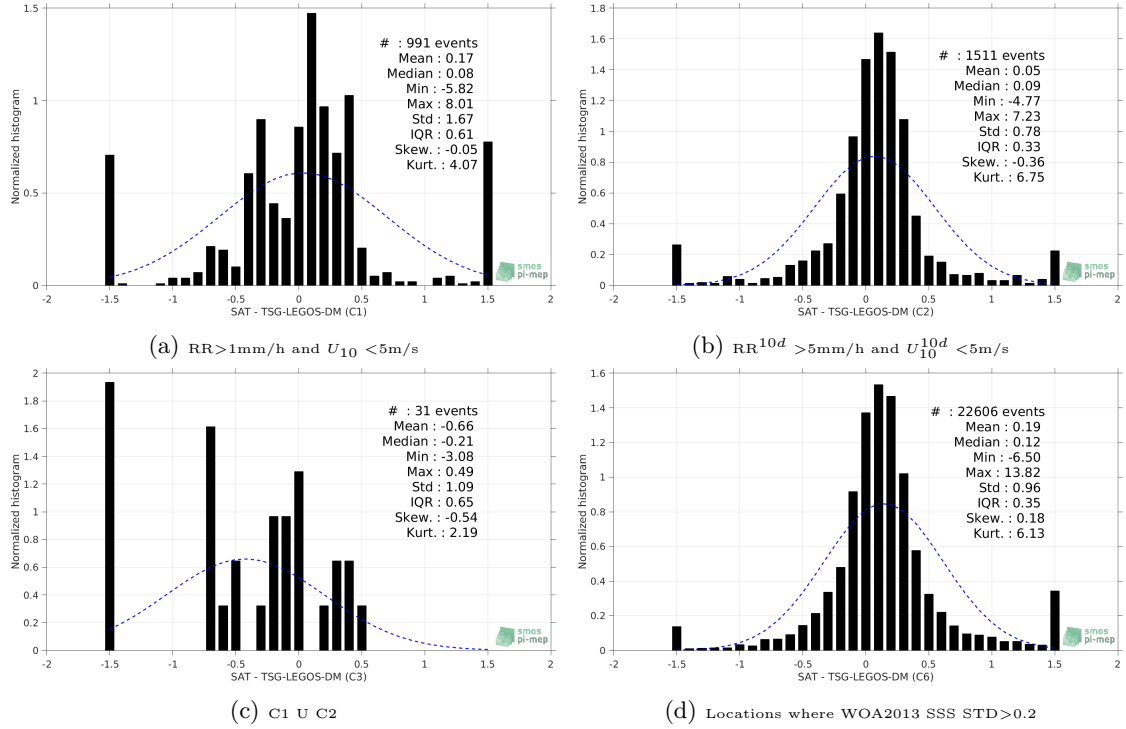 1.5
1
0.5
0
Normalized histogram
# : 991 events
Mean : 0.17
Median : 0.08
Min : -5.82
Max : 8.01
Std : 1.67
IQR : 0.61
Skew. : -0.05
Kurt. : 4.07
smos
pi-mep
-2 -1.5 -1 -0.5 0 0.5 1 1.5 2
SAT - TSG-LEGOS-DM (C1)
(a) RR>1mm/h and U10 <5m/s
1.8
1.6
1.4
1.2
1
0.8
0.6
0.4
0.2
0
Normalized histogram
# : 1511 events
Mean : 0.05
Median : 0.09
Min : -4.77
Max : 7.23
Std : 0.78
IQR : 0.33
Skew. : -0.36
Kurt. : 6.75
smos
pi-mep
-2 -1.5 -1 -0.5 0 0.5 1 1.5 2
SAT - TSG-LEGOS-DM (C2)
(b) RR^10d >5mm/h and U10^10d <5m/s
2
1.8
1.6
1.4
1.2
1
0.8
0.6
0.4
0.2
0
Normalized histogram
# : 31 events
Mean : -0.66
Median : -0.21
Min : -3.08
Max : 0.49
Std : 1.09
IQR : 0.65
Skew. : -0.54
Kurt. : 2.19
smos
pi-mep
-2 -1.5 -1 -0.5 0 0.5 1 1.5 2
SAT - TSG-LEGOS-DM (C3)
(c) C1 U C2
1.6
1.4
1.2
1
0.8
0.6
0.4
0.2
0
Normalized histogram
# : 22606 events
Mean : 0.19
Median : 0.12
Min : -6.50
Max : 13.82
Std : 0.96
IQR : 0.35
Skew. : 0.18
Kurt. : 6.13
smos
pi-mep
-2 -1.5 -1 -0.5 0 0.5 1 1.5 2
SAT - TSG-LEGOS-DM (C6)
(d) Locations where WOA2013 SSS STD>0.2